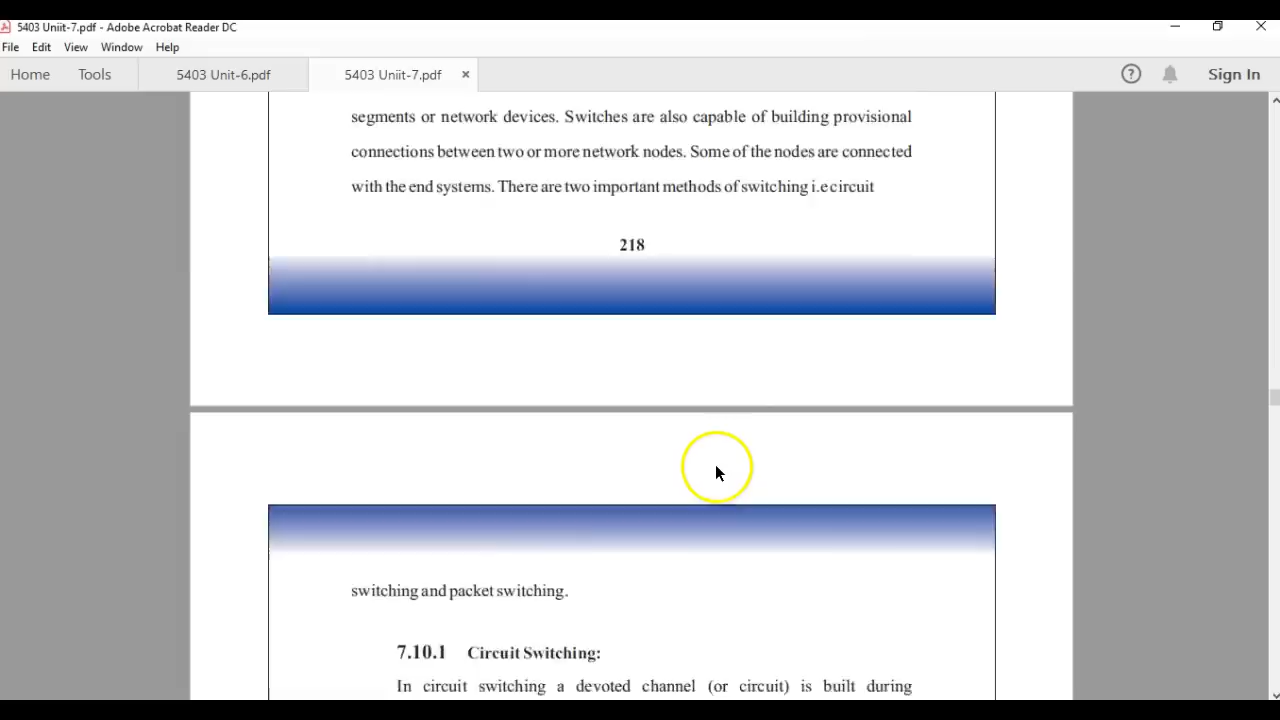 5403 Uniit-7.pdf - Adobe Acrobat Reader DC
File Edit View Window Help
Home Tools 5403 Unit-6.pdf 5403 Uniit-7.pdf × ? Sign In
segments or network devices. Switches are also capable of building provisional
connections between two or more network nodes. Some of the nodes are connected
with the end systems. There are two important methods of switching i.e circuit
218
switching and packet switching.
7.10.1 Circuit Switching:
In circuit switching a devoted channel (or circuit) is built during